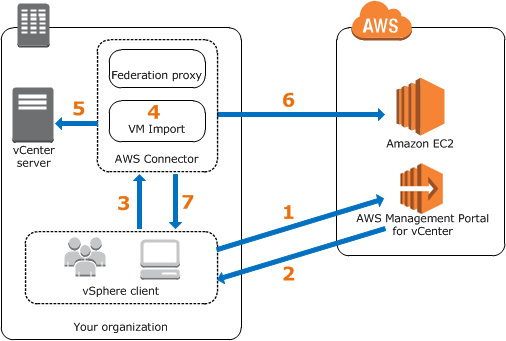 AWS
Federation proxy
4
VM Import
AWS Connector
5
6
vCenter
server
Amazon EC2
3
7
1
AWS Management Portal
for vCenter
2
vSphere client
Your organization